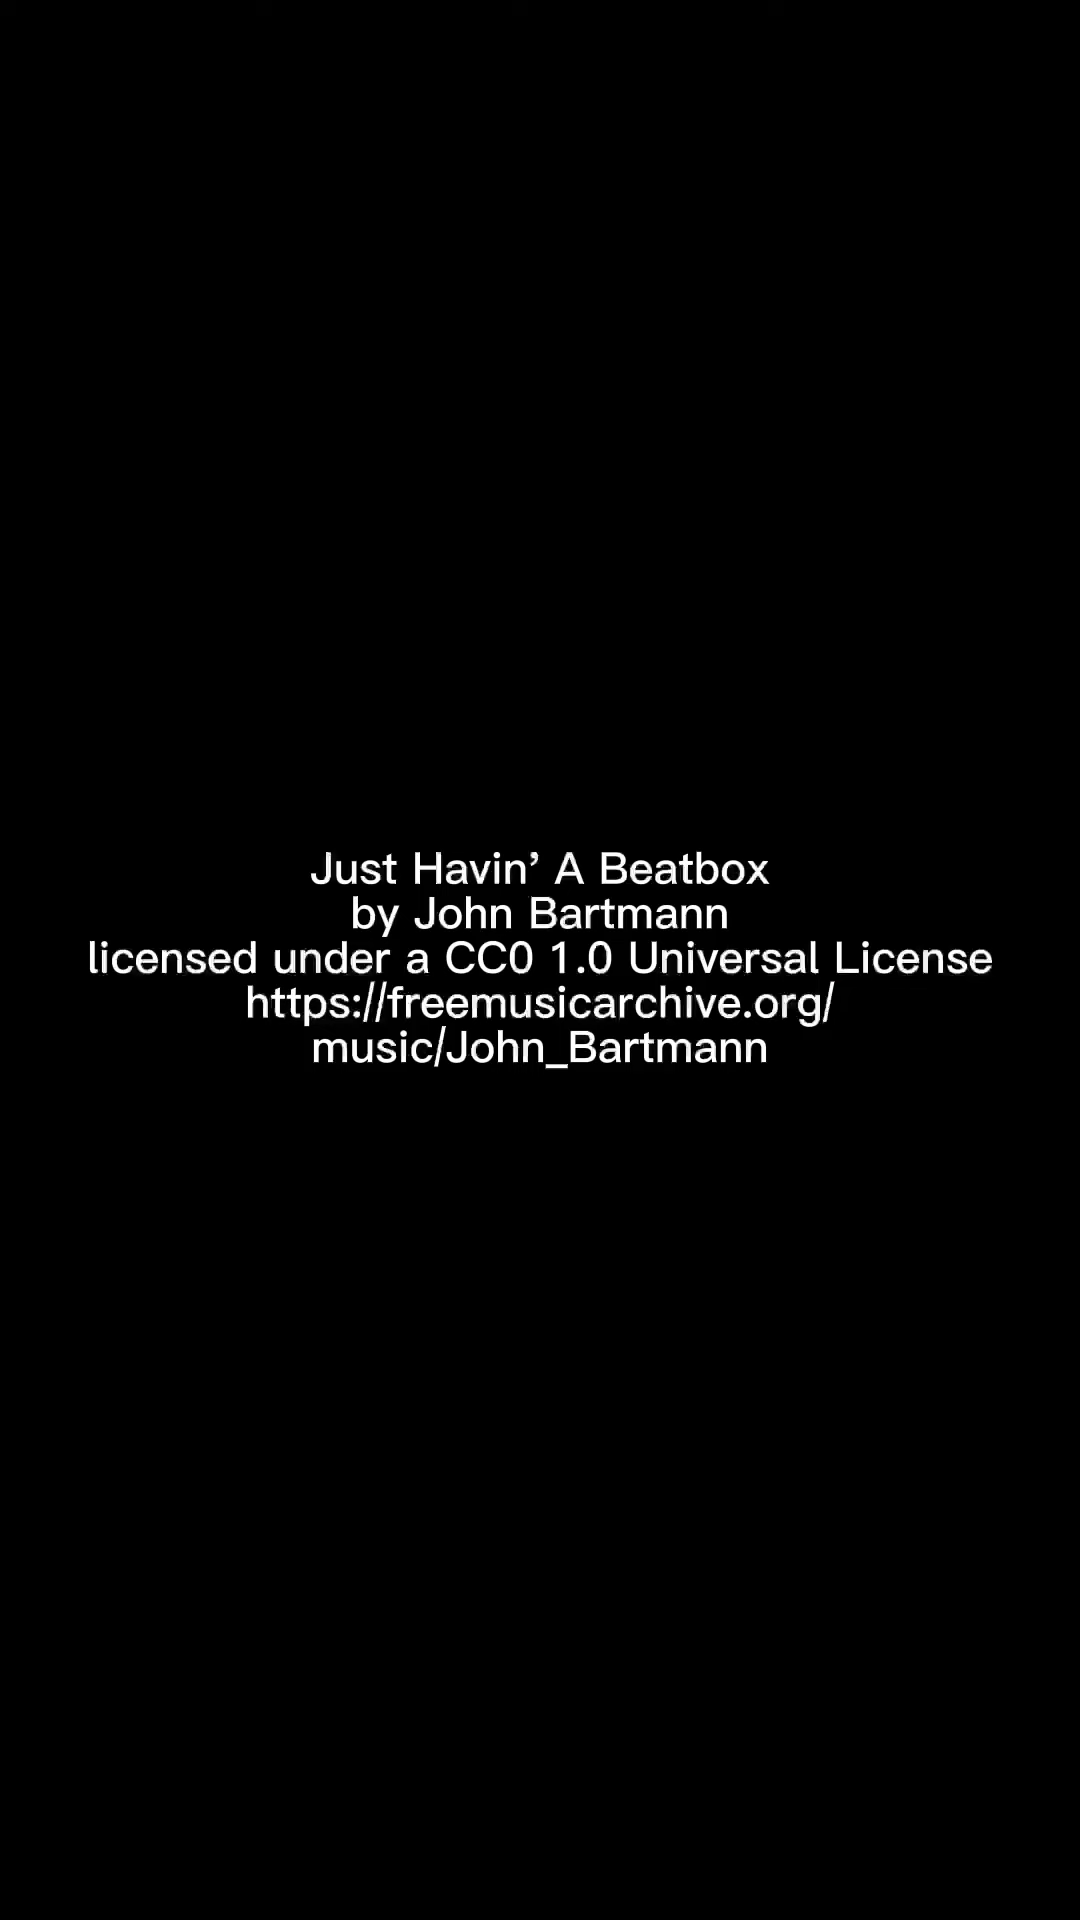 Just Havin’ A Beatbox
by John Bartmann
licensed under a CC0 1.0 Universal License
https://freemusicarchive.org/
music/John_Bartmann